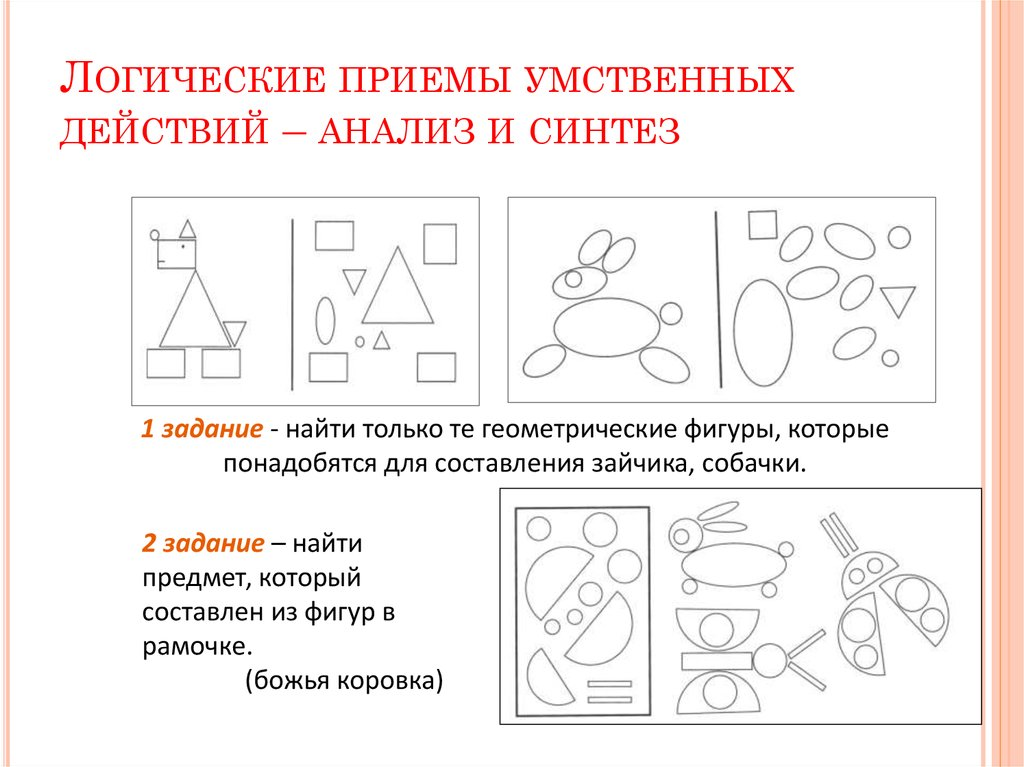 Логические приемы умственных
действий – анализ и синтез
1 задание - найти только те геометрические фигуры, которые
понадобятся для составления зайчика, собачки.
2 задание – найти
предмет, который
составлен из фигур в
рамочке.
(божья коровка)